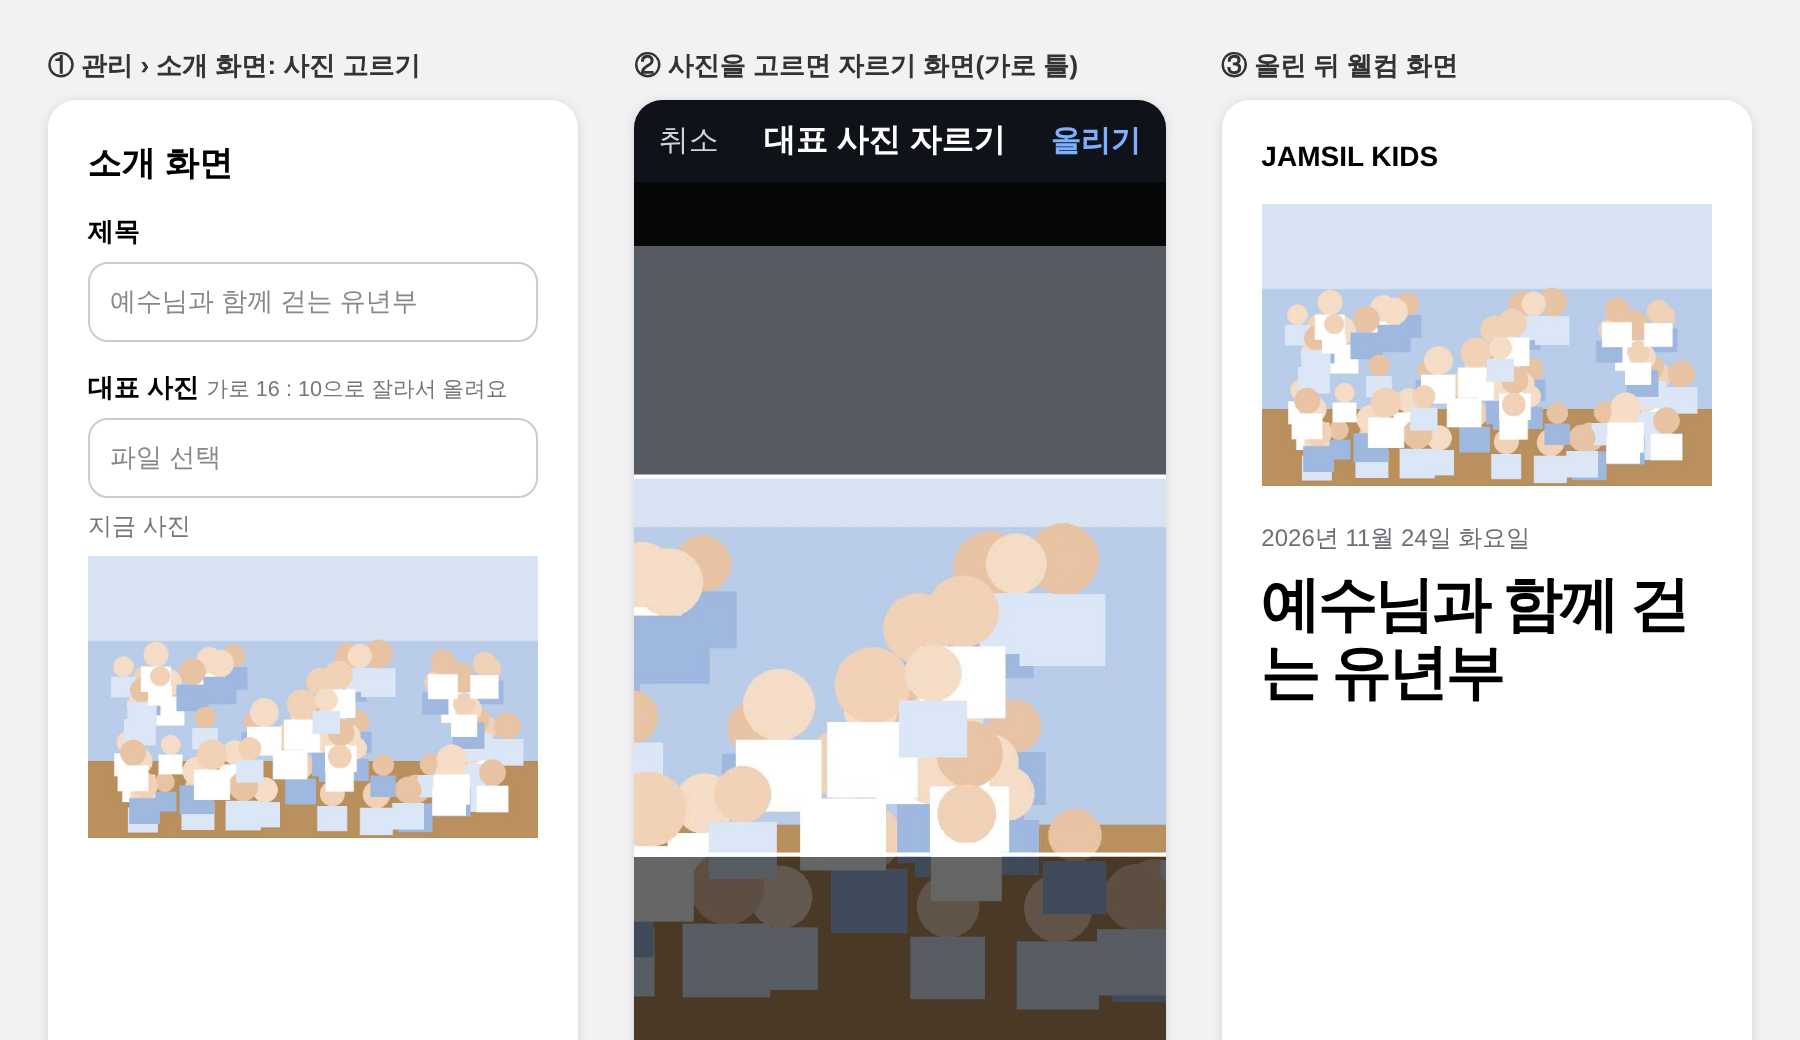 ① 관리 › 소개 화면: 사진 고르기
소개 화면
제목
예수님과 함께 걷는 유년부
대표 사진 가로 16 : 10으로 잘라서 올려요
파일 선택
지금 사진
② 사진을 고르면 자르기 화면(가로 틀)
취소 대표 사진 자르기 올리기
③ 올린 뒤 웰컴 화면
JAMSIL KIDS
2026년 11월 24일 화요일
예수님과 함께 걷
는 유년부